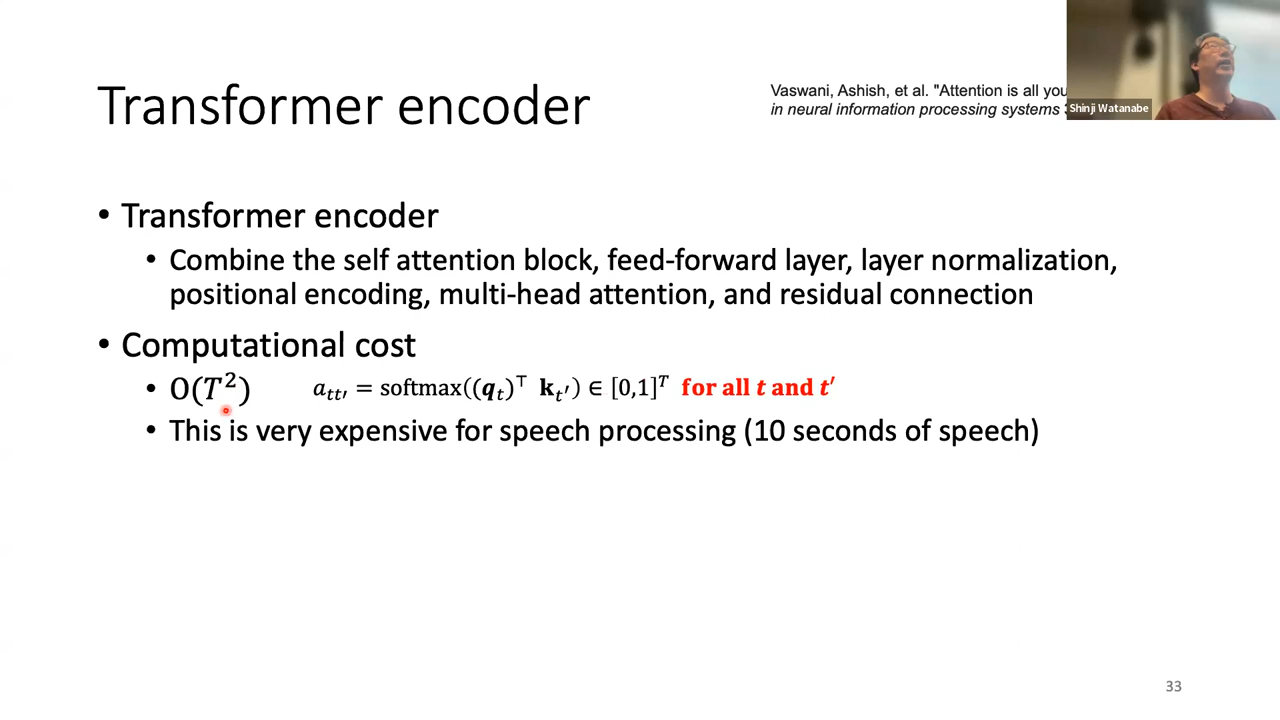 Transformer encoder
Vaswani, Ashish, et al. "Attention is all you
in neural information processing systems
Shinji Watanabe
• Transformer encoder
• Combine the self attention block, feed-forward layer, layer normalization,
positional encoding, multi-head attention, and residual connection
• Computational cost
• O(T²) a_{tt′} = softmax((q_t)^⊤ k_{t′}) ∈ [0,1]^T for all t and t′
• This is very expensive for speech processing (10 seconds of speech)
33